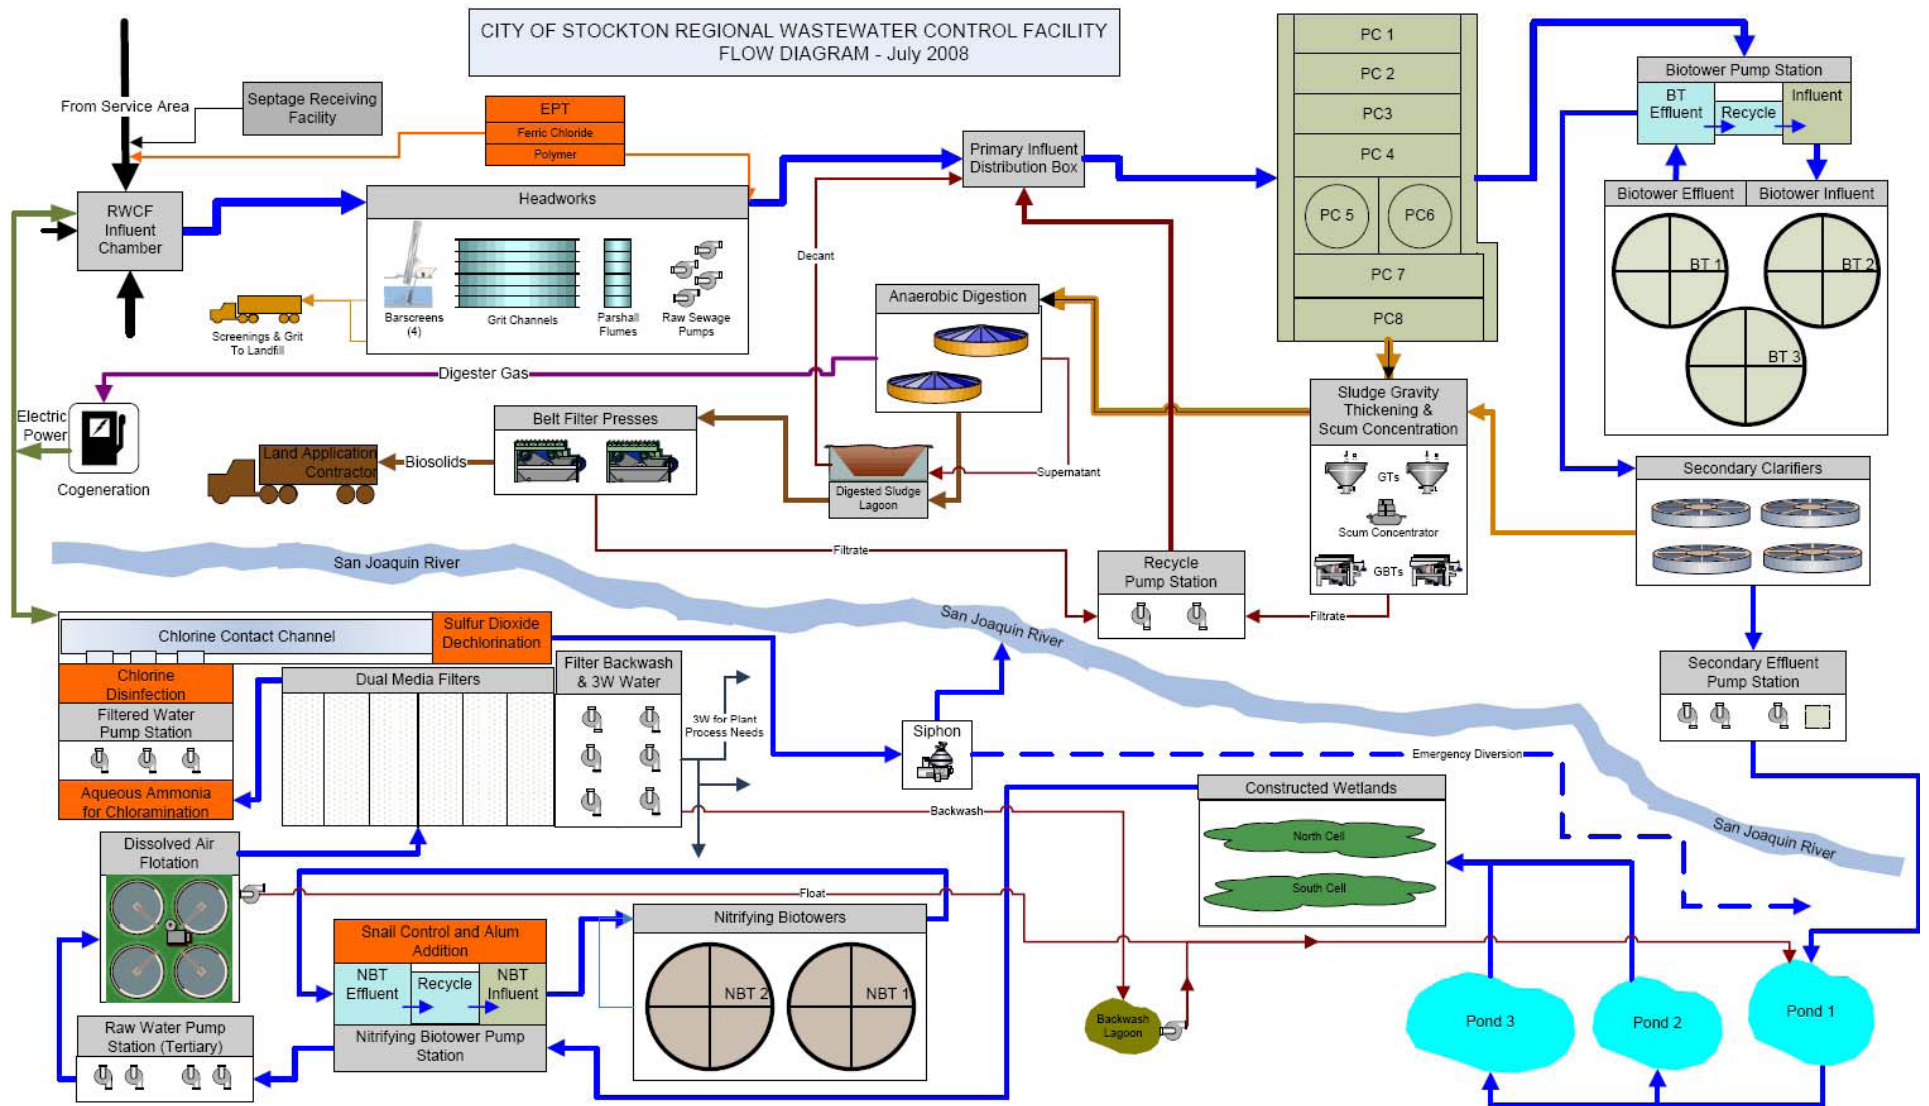 CITY OF STOCKTON REGIONAL WASTEWATER CONTROL FACILITY
FLOW DIAGRAM - July 2008
From Service Area
Septage Receiving
Facility
EPT
Ferric Chloride
Polymer
RWCF
Influent
Chamber
Headworks
Barscreens
(4)
Grit Channels
Parshall
Flumes
Raw Sewage
Pumps
Screenings & Grit
To Landfill
Primary Influent
Distribution Box
PC 1
PC 2
PC3
PC 4
PC 5
PC6
PC 7
PC8
Biotower Pump Station
BT
Effluent
Recycle
Influent
Biotower Effluent
Biotower Influent
BT 1
BT 2
BT 3
Decant
Anaerobic Digestion
Digester Gas
Electric
Power
Cogeneration
Belt Filter Presses
Land Application
Contractor
Biosolids
Digested Sludge
Lagoon
Supernatant
Sludge Gravity
Thickening &
Scum Concentration
GTs
Scum Concentrator
GBTs
Secondary Clarifiers
Filtrate
Recycle
Pump Station
Filtrate
San Joaquin River
San Joaquin River
San Joaquin River
Secondary Effluent
Pump Station
Chlorine Contact Channel
Sulfur Dioxide
Dechlorination
Chlorine
Disinfection
Filtered Water
Pump Station
Aqueous Ammonia
for Chloramination
Dual Media Filters
Filter Backwash
& 3W Water
3W for Plant
Process Needs
Siphon
Emergency Diversion
Backwash
Constructed Wetlands
North Cell
South Cell
Dissolved Air
Flotation
Float
Snail Control and Alum
Addition
NBT
Effluent
Recycle
NBT
Influent
Nitrifying Biotower Pump
Station
Nitrifying Biotowers
NBT 2
NBT 1
Raw Water Pump
Station (Tertiary)
Backwash
Lagoon
Pond 3
Pond 2
Pond 1